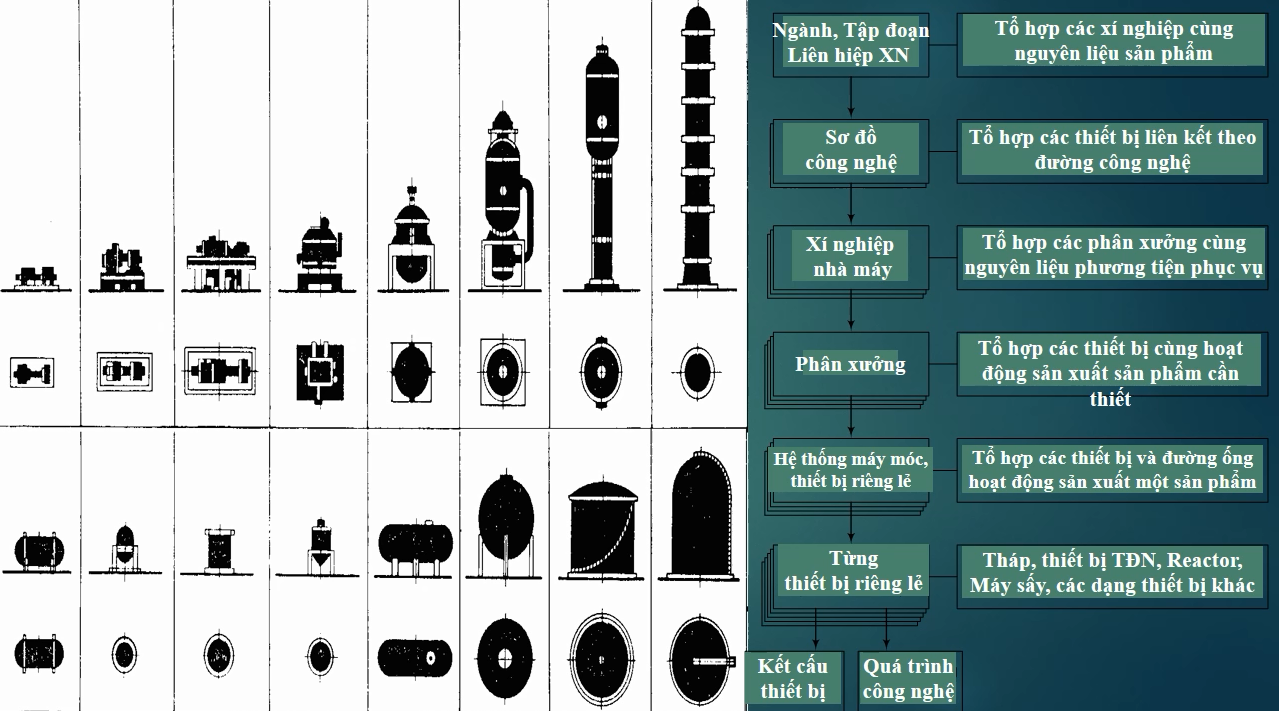 Ngành, Tập đoạn
Liên hiệp XN
Tổ hợp các xí nghiệp cùng
nguyên liệu sản phẩm
Sơ đồ
công nghệ
Tổ hợp các thiết bị liên kết theo
đường công nghệ
Xí nghiệp
nhà máy
Tổ hợp các phân xưởng cùng
nguyên liệu phương tiện phục vụ
Phân xưởng
Tổ hợp các thiết bị cùng hoạt
động sản xuất sản phẩm cần
thiết
Hệ thống máy móc,
thiết bị riêng lẻ
Tổ hợp các thiết bị và đường ống
hoạt động sản xuất một sản phẩm
Từng
thiết bị riêng lẻ
Tháp, thiết bị TĐN, Reactor,
Máy sấy, các dạng thiết bị khác
Kết cấu
thiết bị
Quá trình
công nghệ